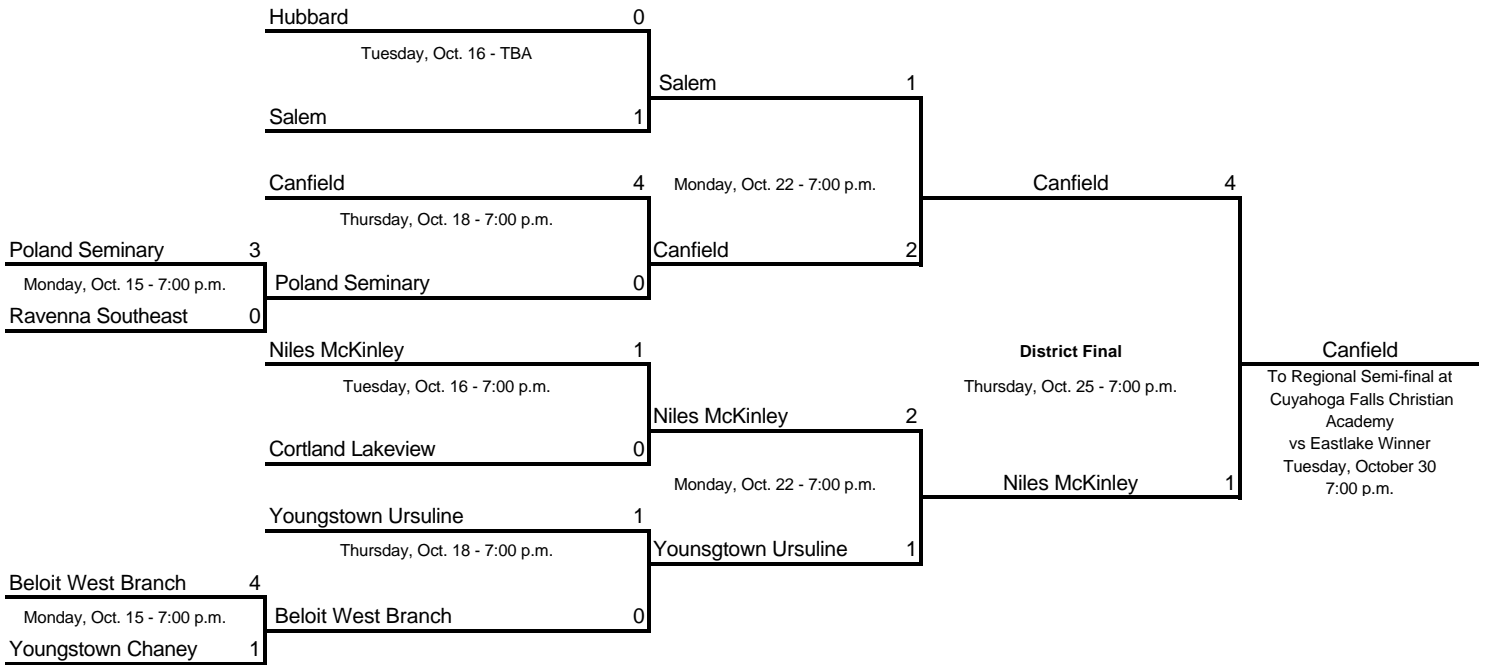 Hubbard 0
Tuesday, Oct. 16 - TBA
Salem 1
Salem 1
Canfield 4
Monday, Oct. 22 - 7:00 p.m.
Canfield 4
Thursday, Oct. 18 - 7:00 p.m.
Poland Seminary 3
Canfield 2
Monday, Oct. 15 - 7:00 p.m.
Poland Seminary 0
Ravenna Southeast 0
Niles McKinley 1
District Final
Canfield
Tuesday, Oct. 16 - 7:00 p.m.
Thursday, Oct. 25 - 7:00 p.m.
To Regional Semi-final at
Cuyahoga Falls Christian
Academy
vs Eastlake Winner
Tuesday, October 30
7:00 p.m.
Niles McKinley 2
Cortland Lakeview 0
Monday, Oct. 22 - 7:00 p.m.
Niles McKinley 1
Youngstown Ursuline 1
Thursday, Oct. 18 - 7:00 p.m.
Younsgtown Ursuline 1
Beloit West Branch 4
Monday, Oct. 15 - 7:00 p.m.
Beloit West Branch 0
Youngstown Chaney 1